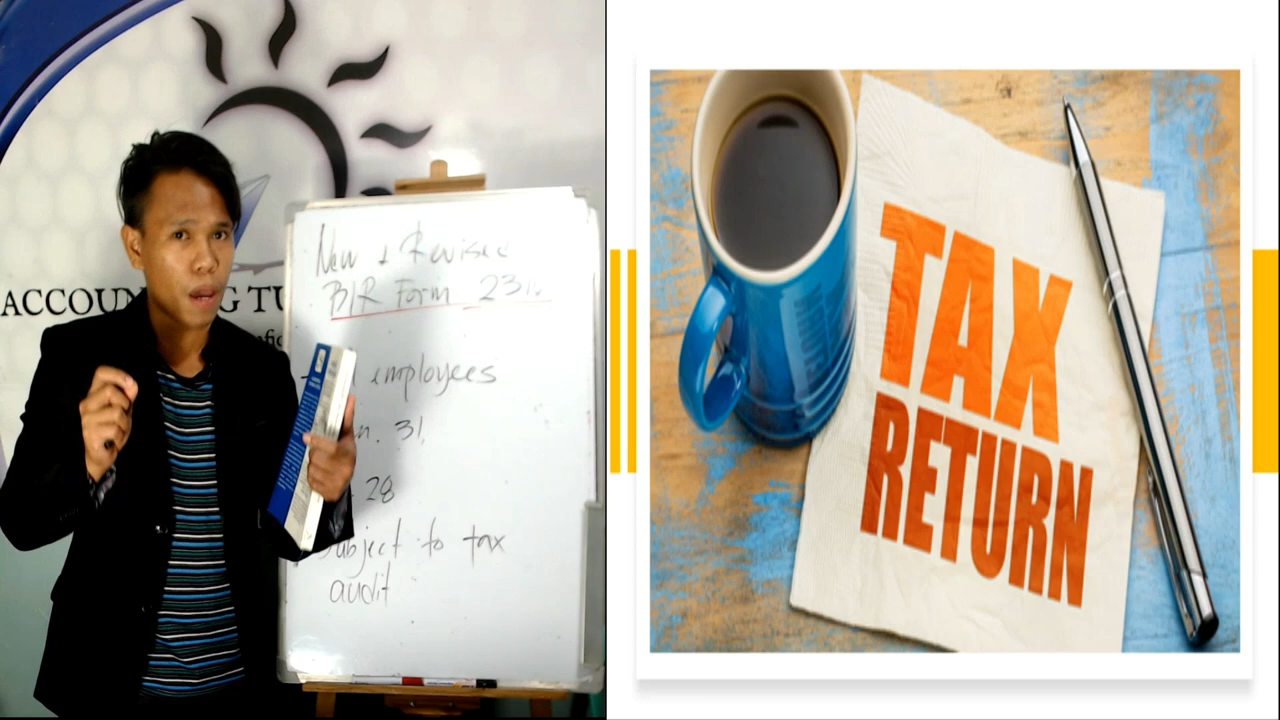 ACCOUN G TU
New & Revised
BIR Form 2316
employees
n. 31
28
Subject to tax
audit
TAX
RETURN